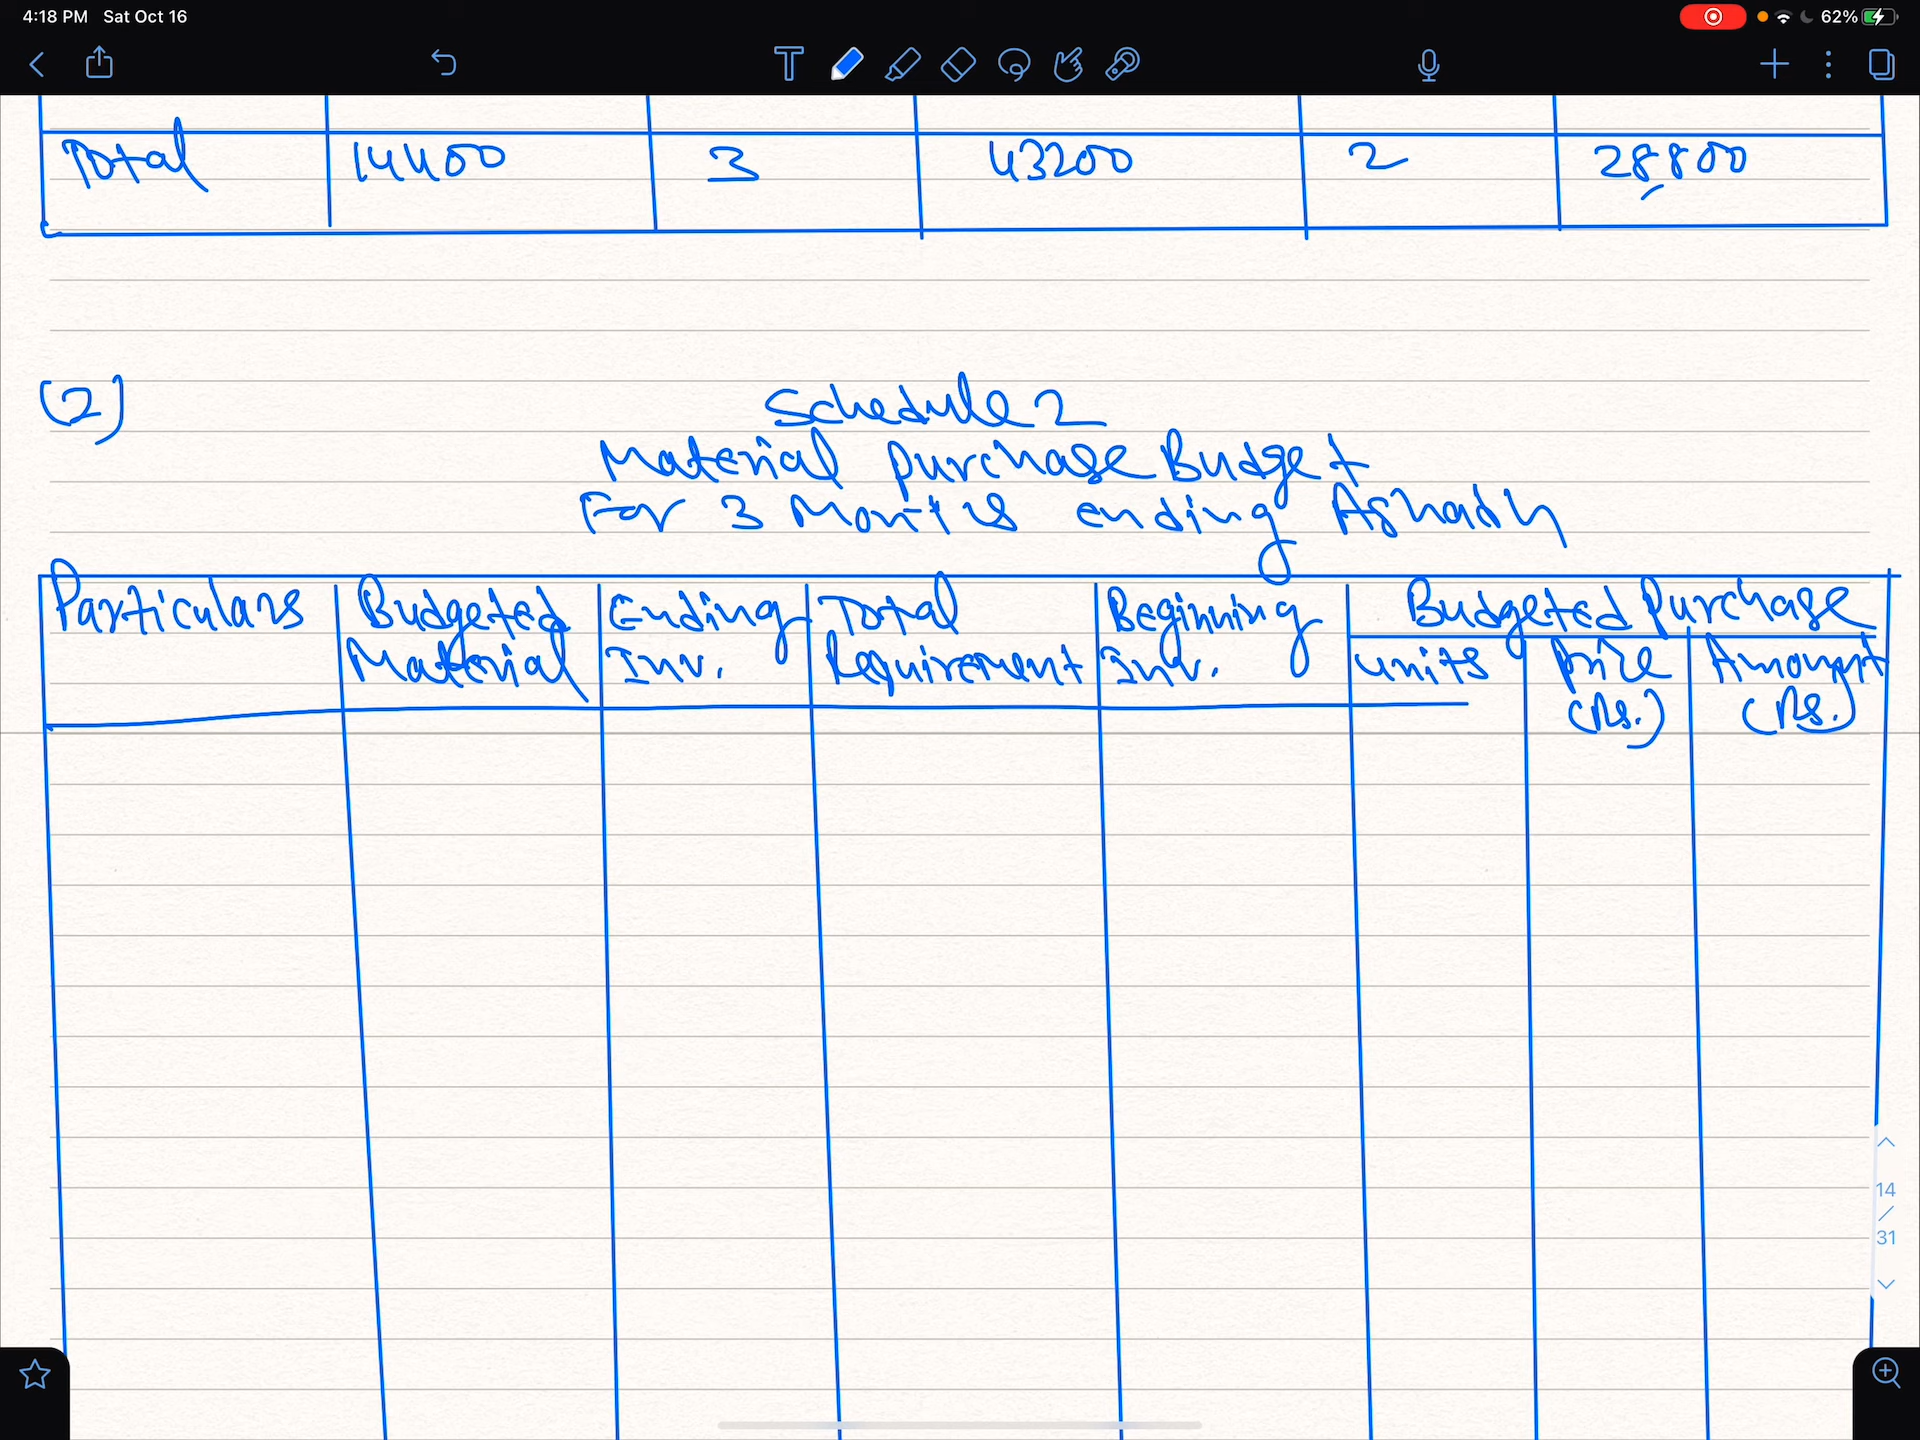 4:18 PM Sat Oct 16
62%
Total 14400 3 43200 2 28800
(2)
Schedule 2
Material purchase Budget
For 3 Months ending Ashadh
Particulars Budgeted Material Ending Inv. Total Requirement Beginning Inv. Budgeted Purchase
units Price (Rs.) Amount (Rs.)
14
/
31